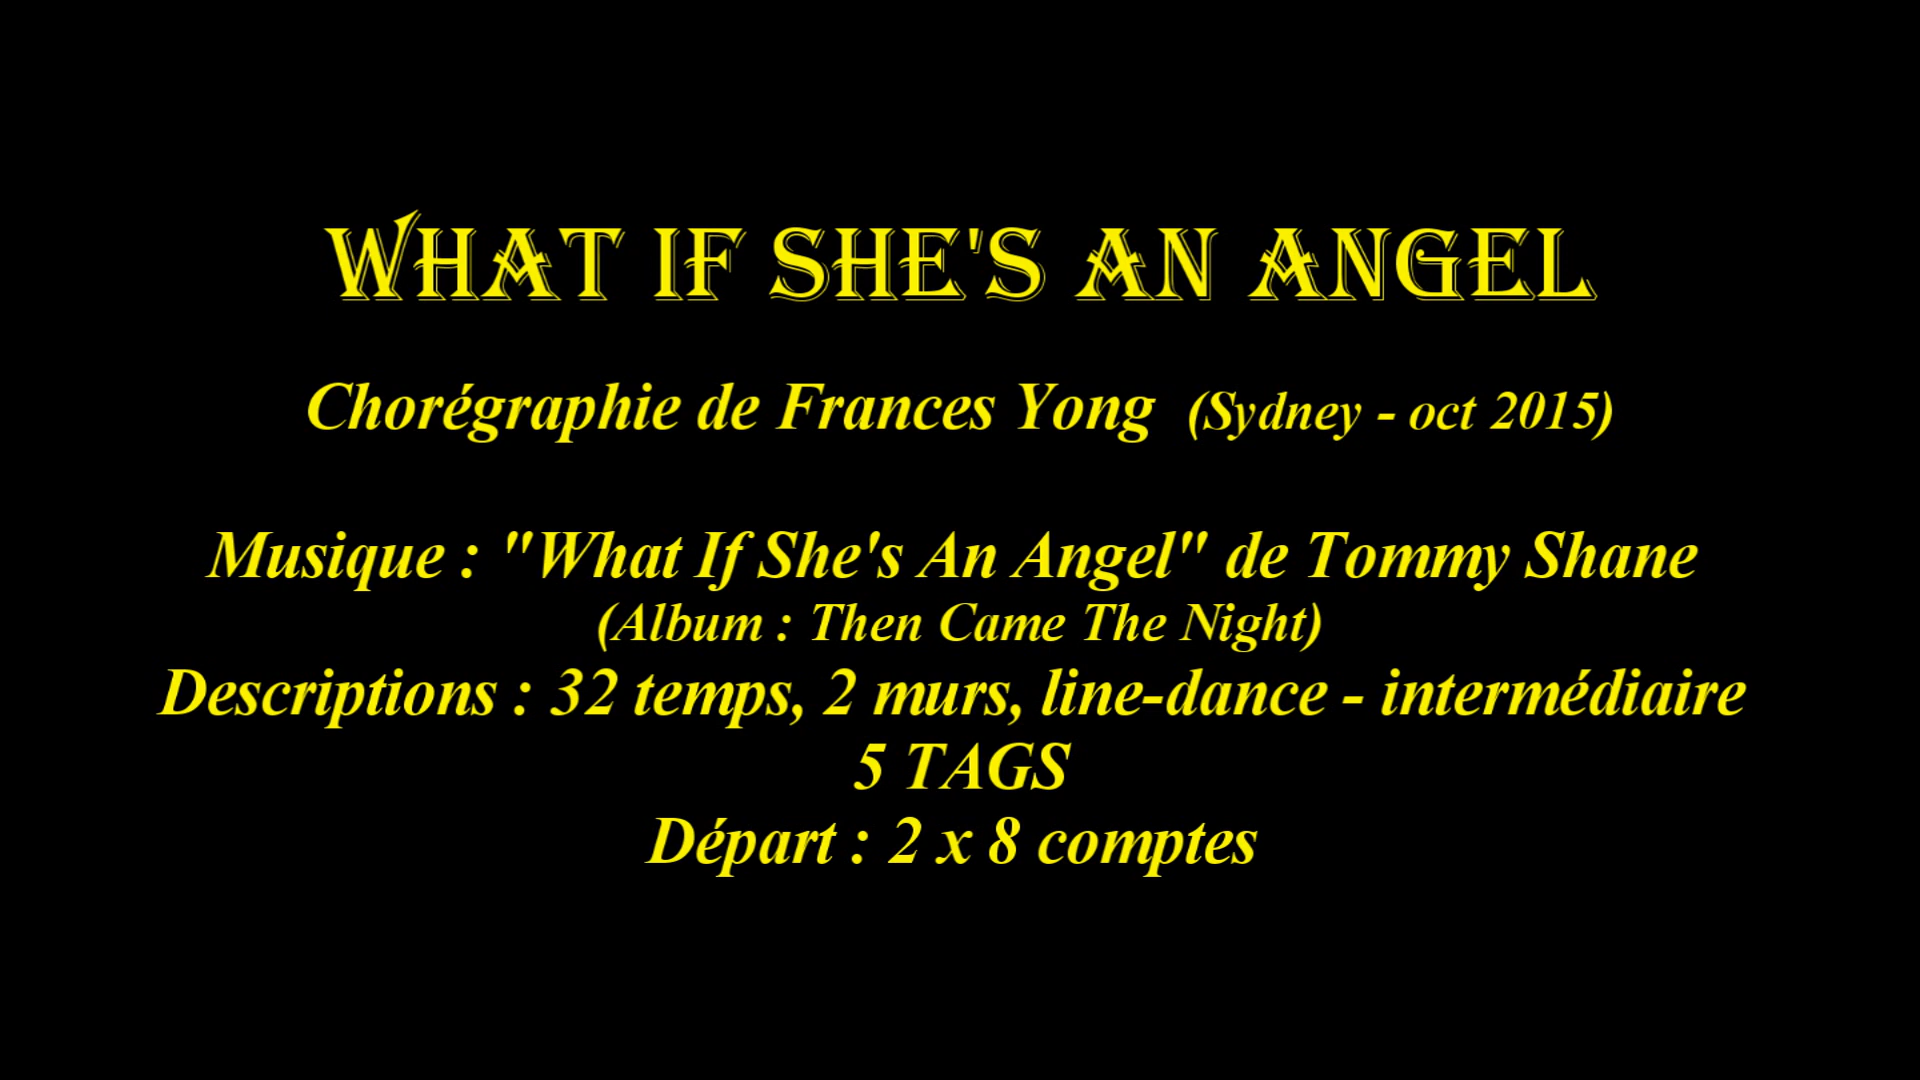 WHAT IF SHE'S AN ANGEL
Chorégraphie de Frances Yong (Sydney - oct 2015)
Musique : "What If She's An Angel" de Tommy Shane
(Album : Then Came The Night)
Descriptions : 32 temps, 2 murs, line-dance - intermédiaire
5 TAGS
Départ : 2 x 8 comptes